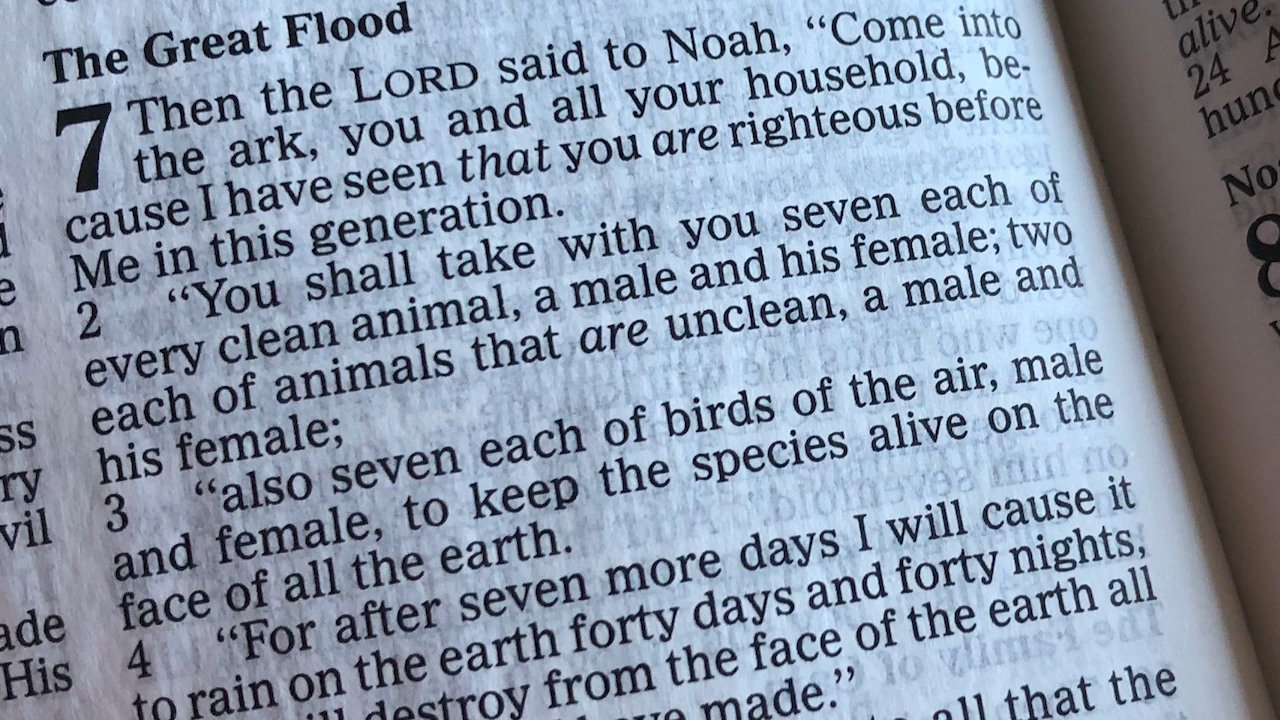 The Great Flood
7 Then the LORD said to Noah, “Come into
the ark, you and all your household, be-
cause I have seen that you are righteous before
Me in this generation.
2 “You shall take with you seven each of
every clean animal, a male and his female; two
each of animals that are unclean, a male and
his female;
3 “also seven each of birds of the air, male
and female, to keep the species alive on the
face of all the earth.
4 “For after seven more days I will cause it
to rain on the earth forty days and forty nights,
destroy from the face of the earth all
made.”
all that the
ss
ry
vil
ade
His
alive.
24 A
hund
No
8